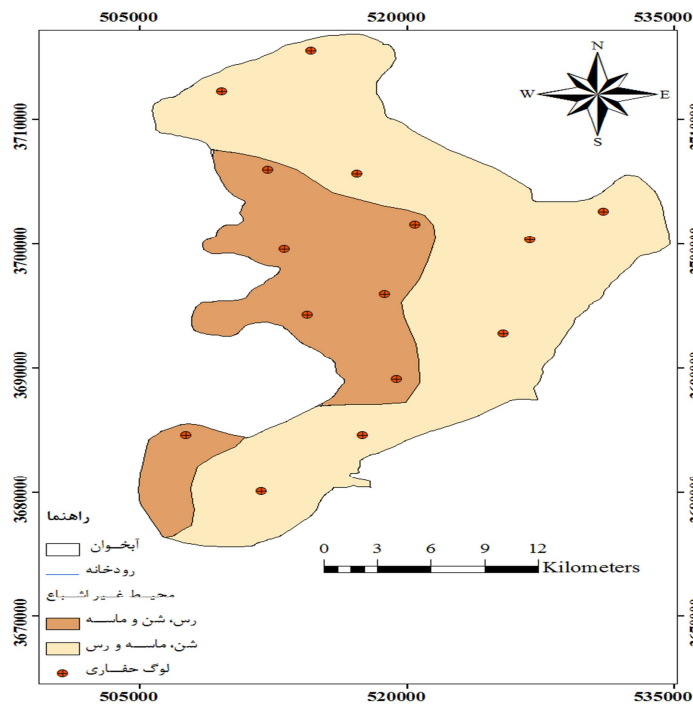 505000 520000 535000
N
W E
S
3710000
3700000
3690000
3680000
3670000
راهنما
آبخوان
رودخانه
محیط غیر اشباع
رس، شن و ماسه
شن، ماسه و رس
لوگ حفاری
0 3 6 9 12
Kilometers
505000 520000 535000